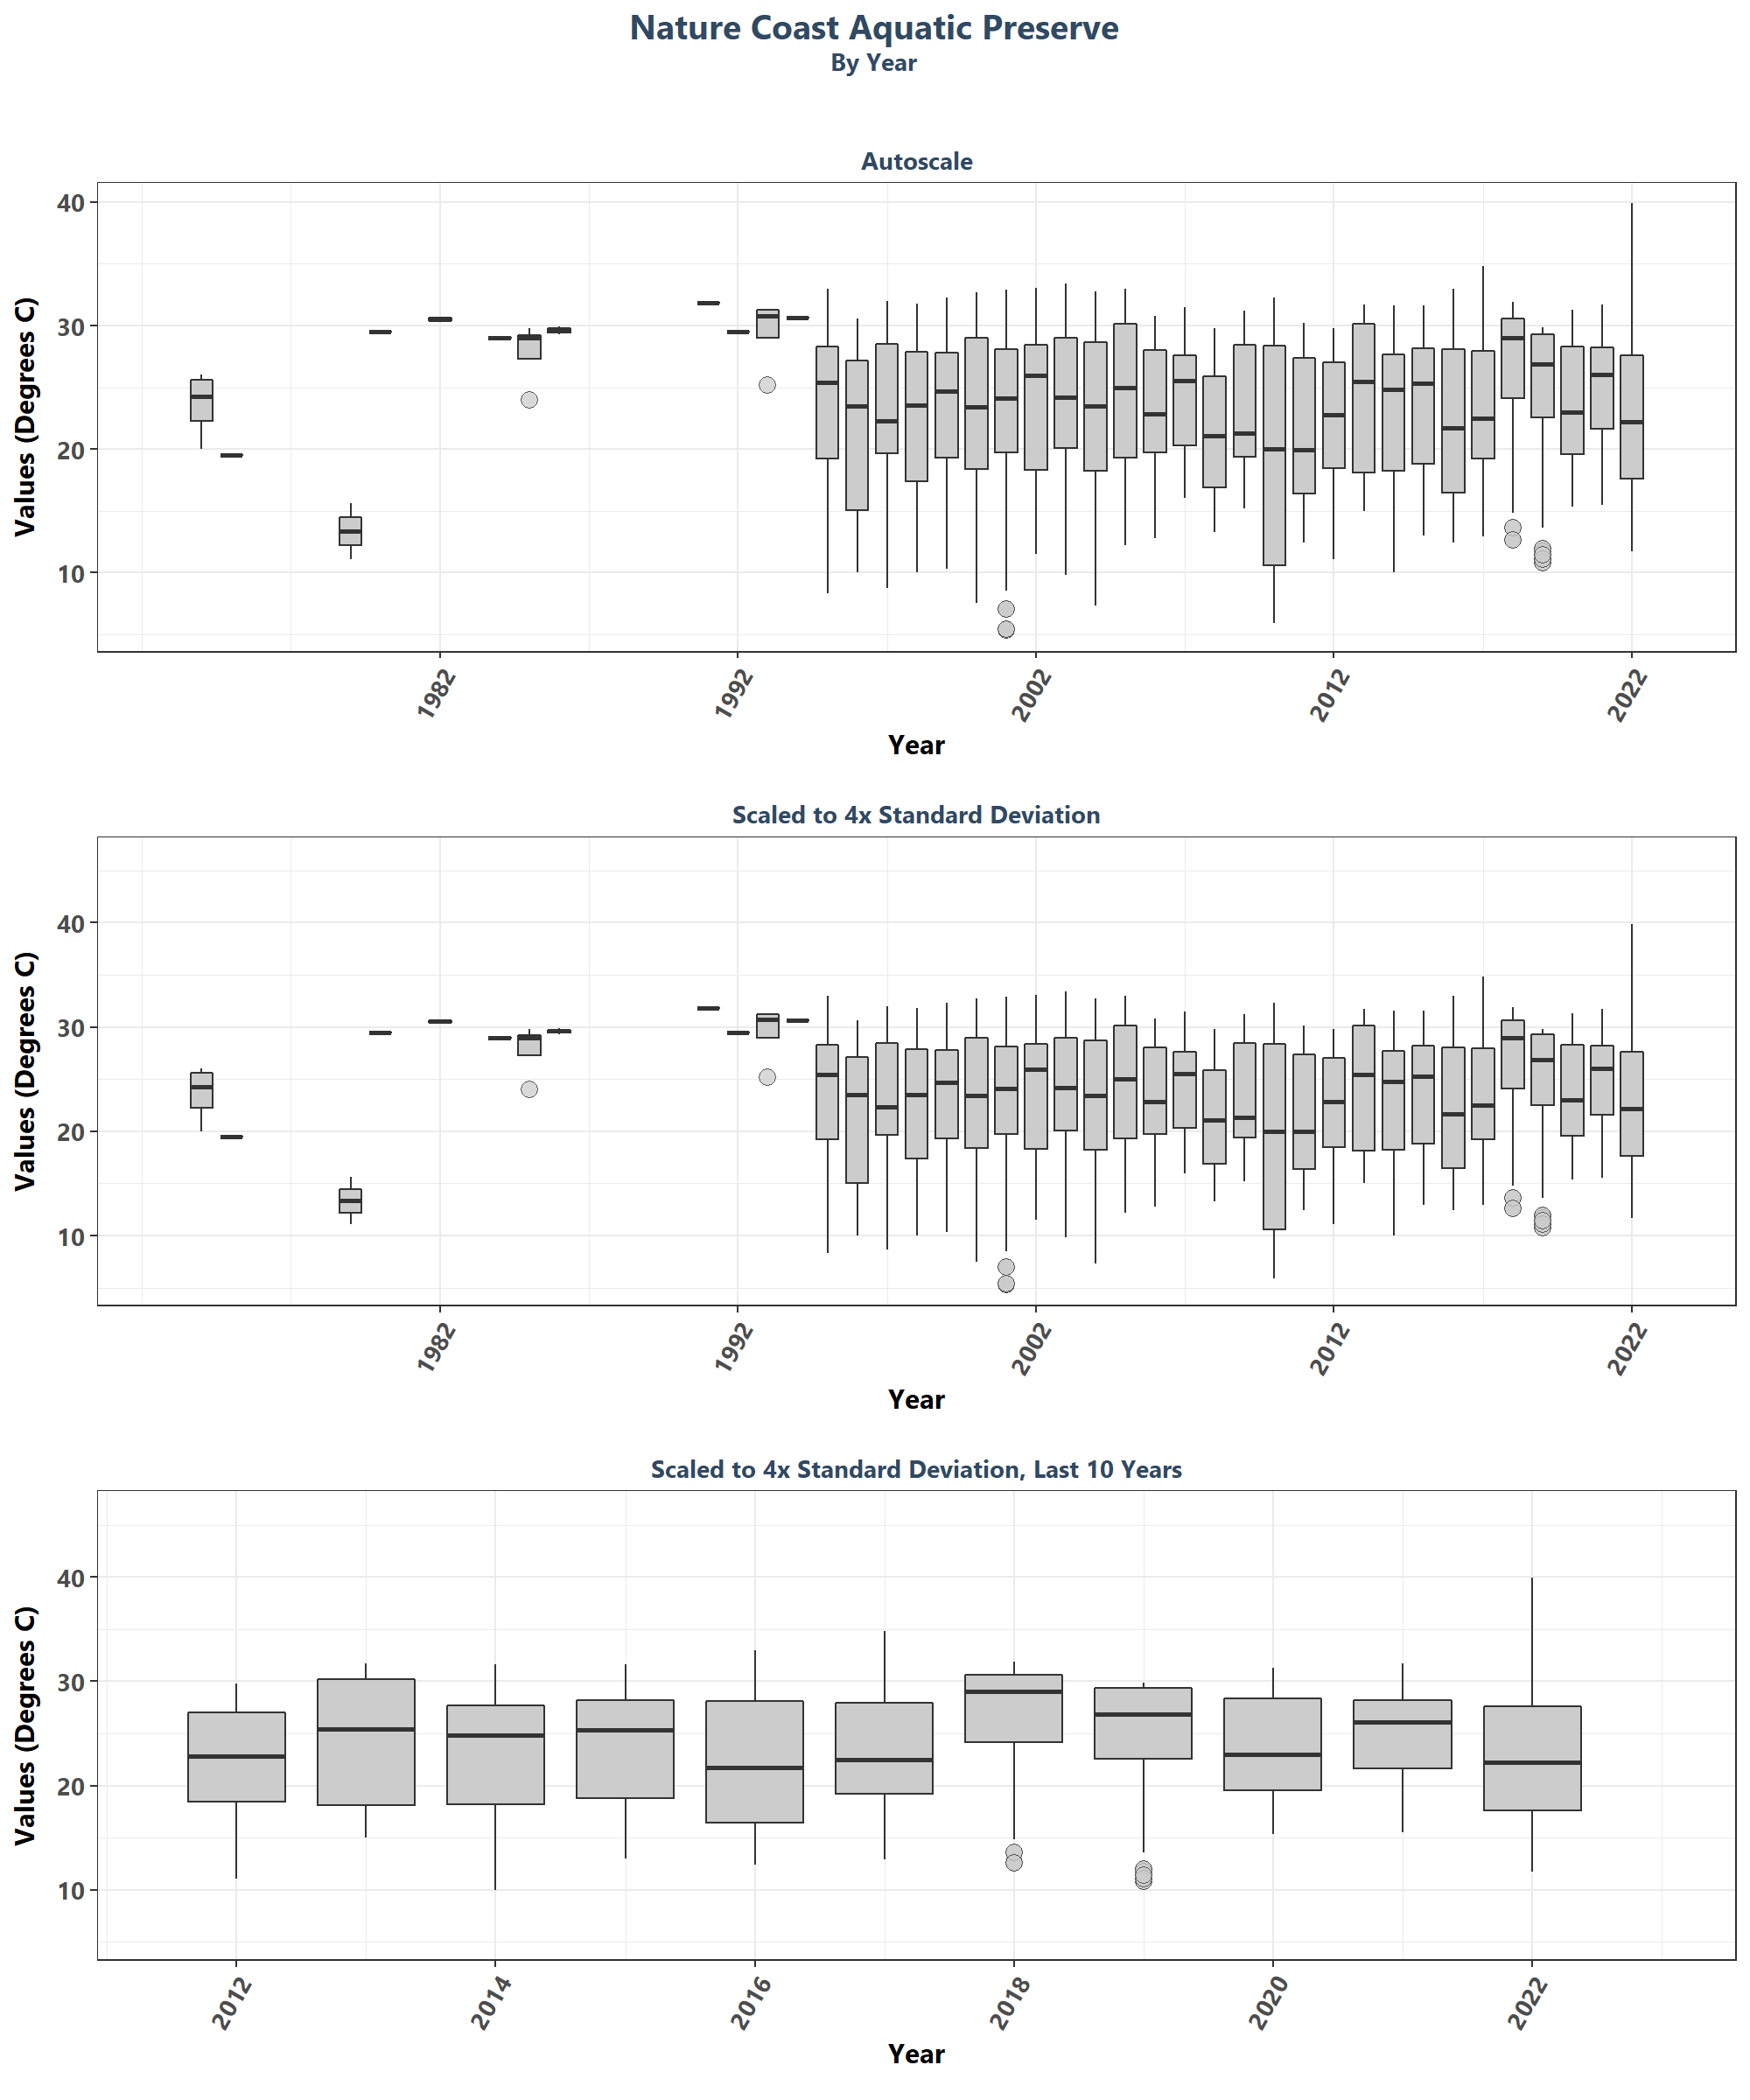 Nature Coast Aquatic Preserve
By Year
Autoscale
Values (Degrees C)
40
30
20
10
1982
1992
2002
2012
2022
Year
Scaled to 4x Standard Deviation
Values (Degrees C)
40
30
20
10
1982
1992
2002
2012
2022
Year
Scaled to 4x Standard Deviation, Last 10 Years
Values (Degrees C)
40
30
20
10
2012
2014
2016
2018
2020
2022
Year